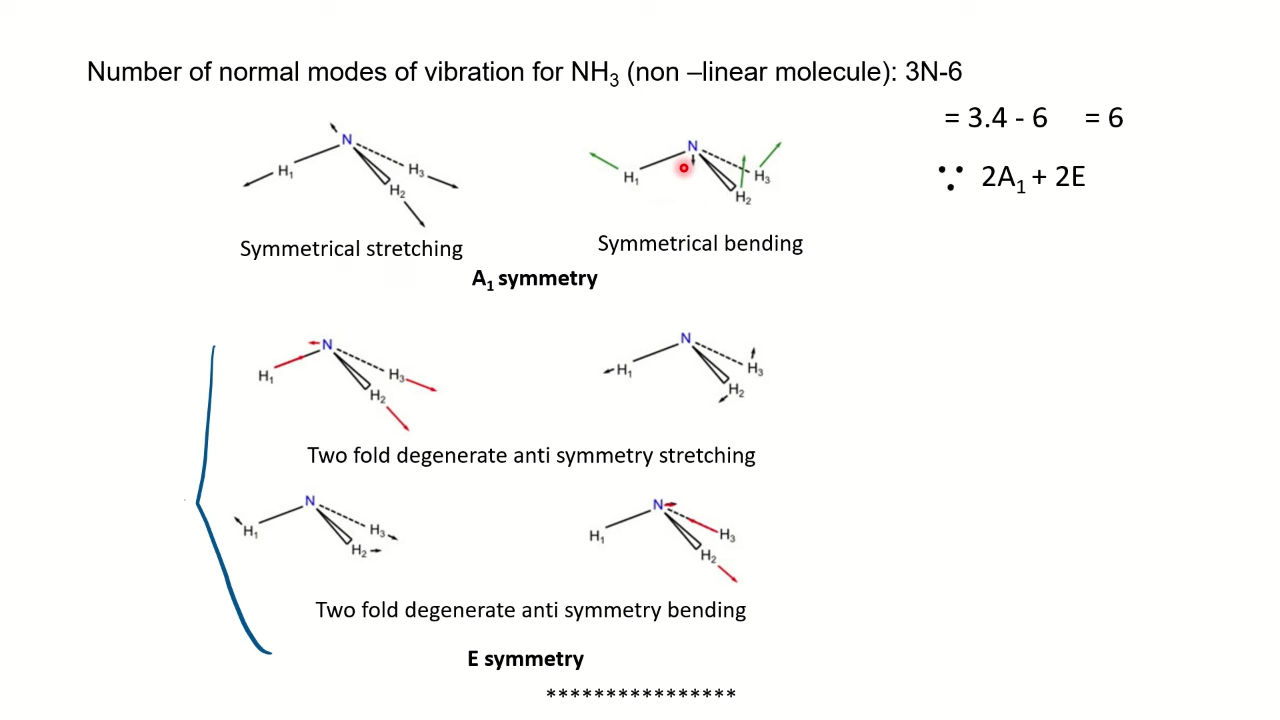 Number of normal modes of vibration for NH₃ (non –linear molecule): 3N-6
= 3.4 - 6 = 6
∵ 2A₁ + 2E
N H₁ H₂ H₃
N H₁ H₂ H₃
Symmetrical stretching
Symmetrical bending
A₁ symmetry
N H₁ H₂ H₃
N H₁ H₂ H₃
Two fold degenerate anti symmetry stretching
N H₁ H₂ H₃
N H₁ H₂ H₃
Two fold degenerate anti symmetry bending
E symmetry
****************